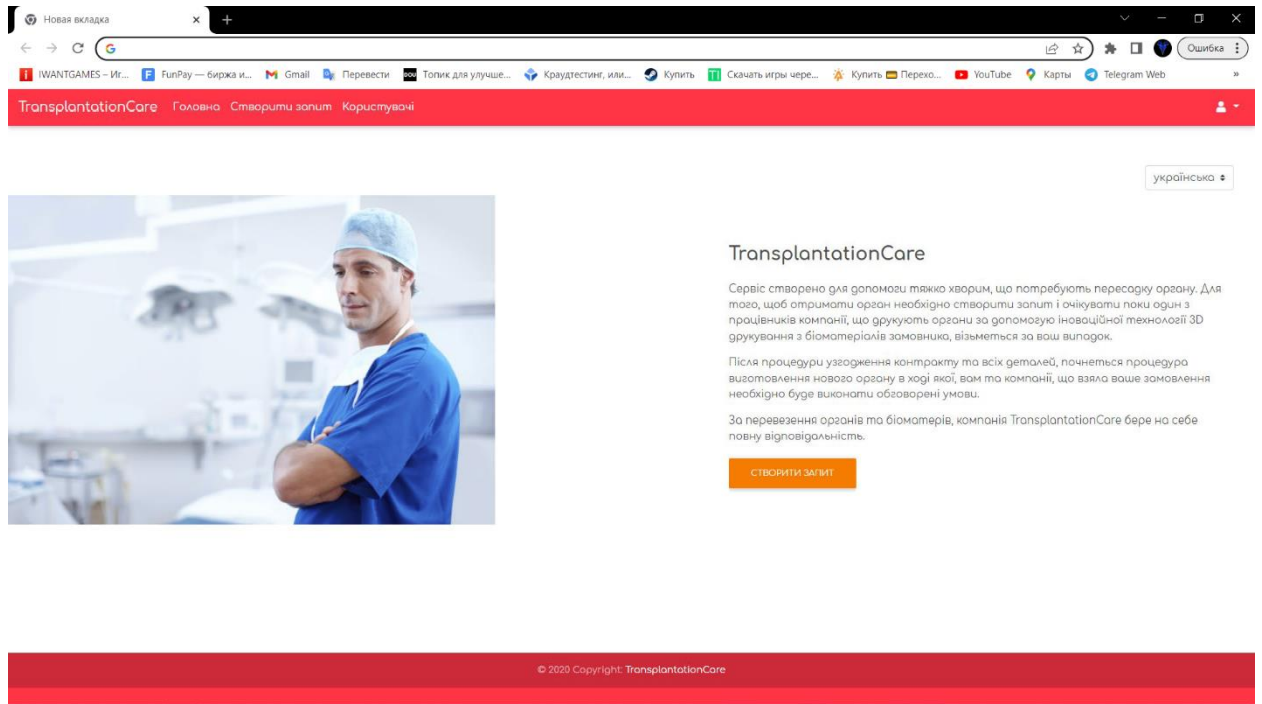 Новая вкладка
Ошибка
IWANTGAMES – Иг... FunPay — биржа и... Gmail Перевести DOU Топик для улучше... Краудтестинг, или... Купить Скачать игры чере... Купить Перехо... YouTube Карты Telegram Web »
TransplantationCare Головна Створити запит Користувачі
українська
TransplantationCare
Сервіс створено для допомоги тяжко хворим, що потребують пересадку органу. Для
того, щоб отримати орган необхідно створити запит і очікувати поки один з
працівників компанії, що друкують органи за допомогую іноваційної технології 3D
друкування з біоматеріалів замовника, візьметься за ваш випадок.
Після процедури узгодження контракту та всіх деталей, почнеться процедура
виготовлення нового органу в ході якої, вам та компанії, що взяла ваше замовлення
необхідно буде виконати обговорені умови.
За перевезення органів та біоматерів, компанія TransplantationCare бере на себе
повну відповідальність.
СТВОРИТИ ЗАПИТ
© 2020 Copyright: TransplantationCare